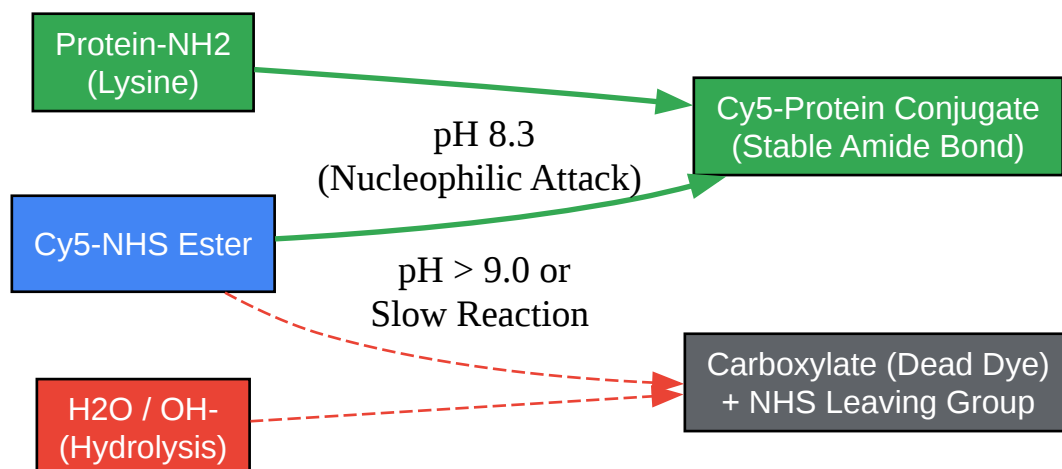 Protein-NH2
(Lysine)
Cy5-Protein Conjugate
(Stable Amide Bond)
pH 8.3
(Nucleophilic Attack)
Cy5-NHS Ester
pH > 9.0 or
Slow Reaction
Carboxylate (Dead Dye)
+ NHS Leaving Group
H2O / OH-
(Hydrolysis)